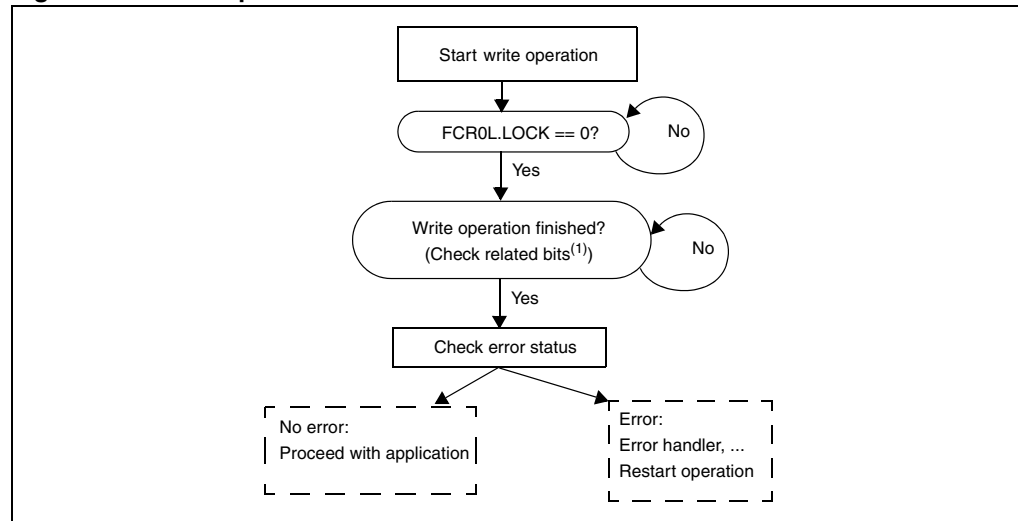 Start write operation
FCR0L.LOCK == 0?
No
Yes
Write operation finished?
(Check related bits(1))
No
Yes
Check error status
No error:
Proceed with application
Error:
Error handler, ...
Restart operation